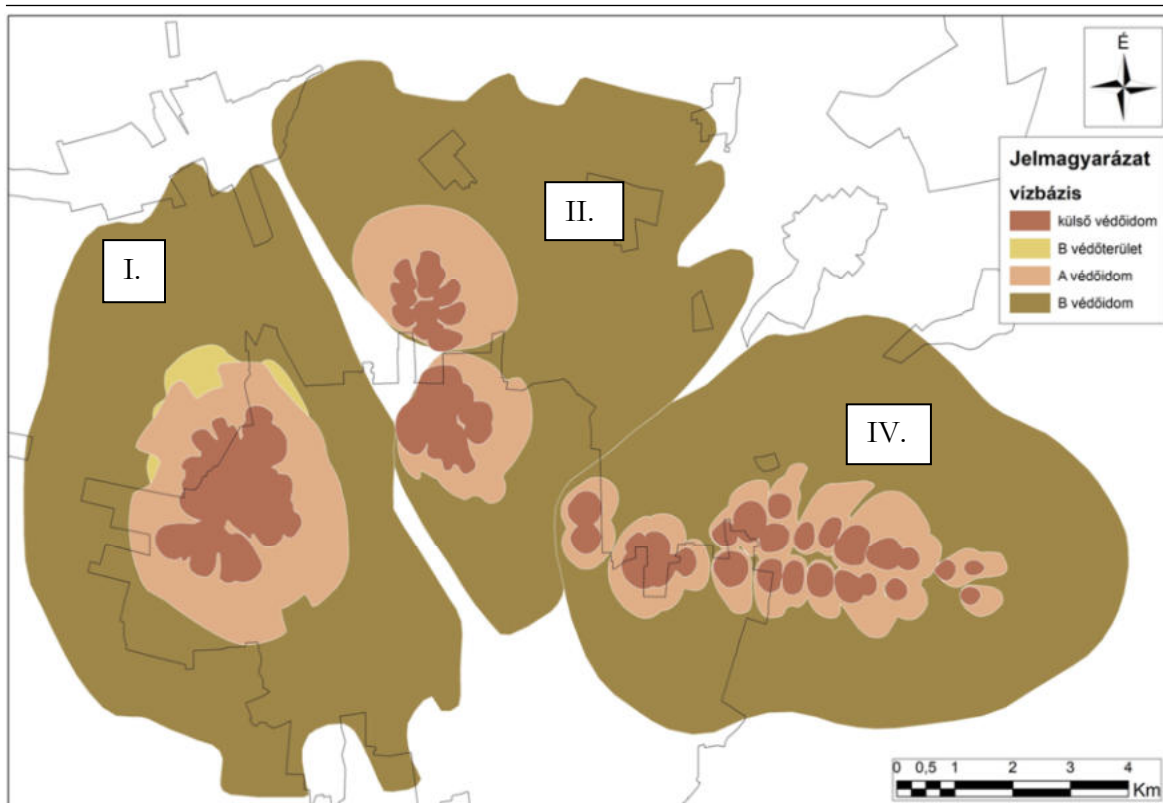 É
Jelmagyarázat
vízbázis
külső védőidom
B védőterület
A védőidom
B védőidom
I.
II.
IV.
0 0,5 1 2 3 4
Km